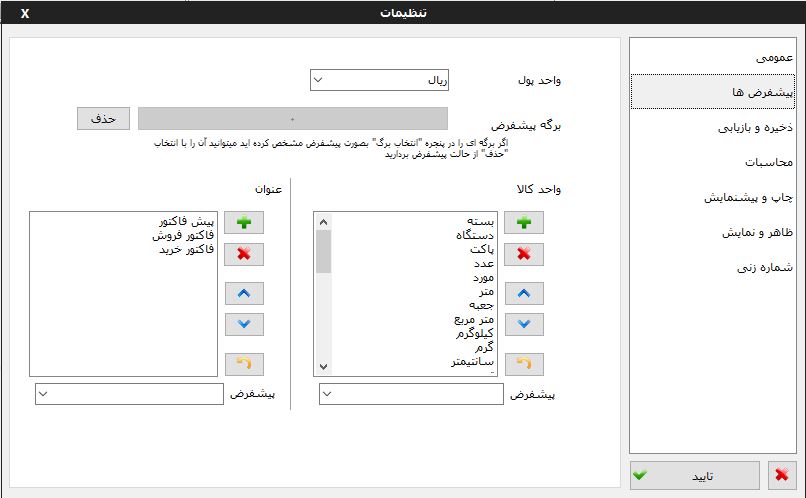 تنظیمات
X
عمومی
پیشفرض ها
ذخیره و بازیابی
محاسبات
چاپ و پیشنمایش
ظاهر و نمایش
شماره زنی
تایید
واحد پول
ریال
برگه پیشفرض
حذف
اگر برگه ای را در پنجره "انتخاب برگ" بصورت پیشفرض مشخص کرده اید میتوانید آن را با انتخاب
"حذف" از حالت پیشفرض بردارید
واحد کالا
بسته
دستگاه
پاکت
عدد
مورد
متر
جعبه
متر مربع
کیلوگرم
گرم
سانتیمتر
پیشفرض
عنوان
پیش فاکتور
فاکتور فروش
فاکتور خرید
پیشفرض